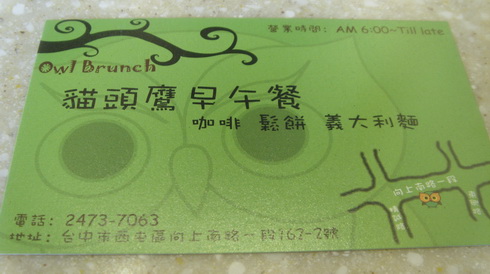 營業時間: AM 6:00~Till late
Owl Brunch
貓頭鷹早午餐
咖啡 鬆餅 義大利麵
向上南路一段
電話: 2473-7063
地址: 台中市西屯區向上南路一段162-2號